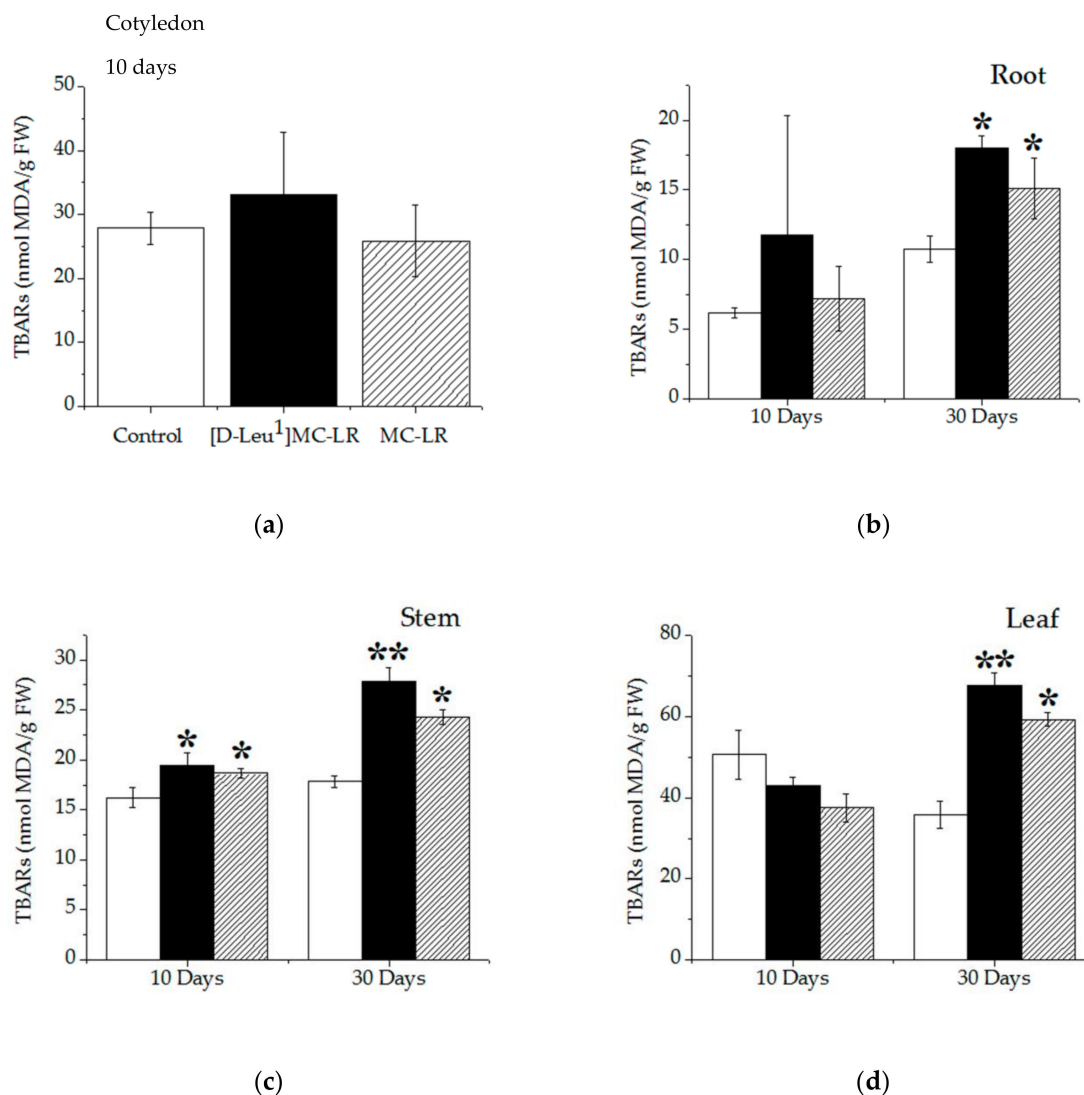 Cotyledon
10 days
TBARs (nmol MDA/g FW)
50
40
30
20
10
0
Control [D-Leu¹]MC-LR MC-LR
(a)
Root
TBARs (nmol MDA/g FW)
20
15
10
5
0
* *
10 Days 30 Days
(b)
Stem
TBARs (nmol MDA/g FW)
30
25
20
15
10
5
0
* * ** *
10 Days 30 Days
(c)
Leaf
TBARs (nmol MDA/g FW)
80
60
40
20
0
** *
10 Days 30 Days
(d)